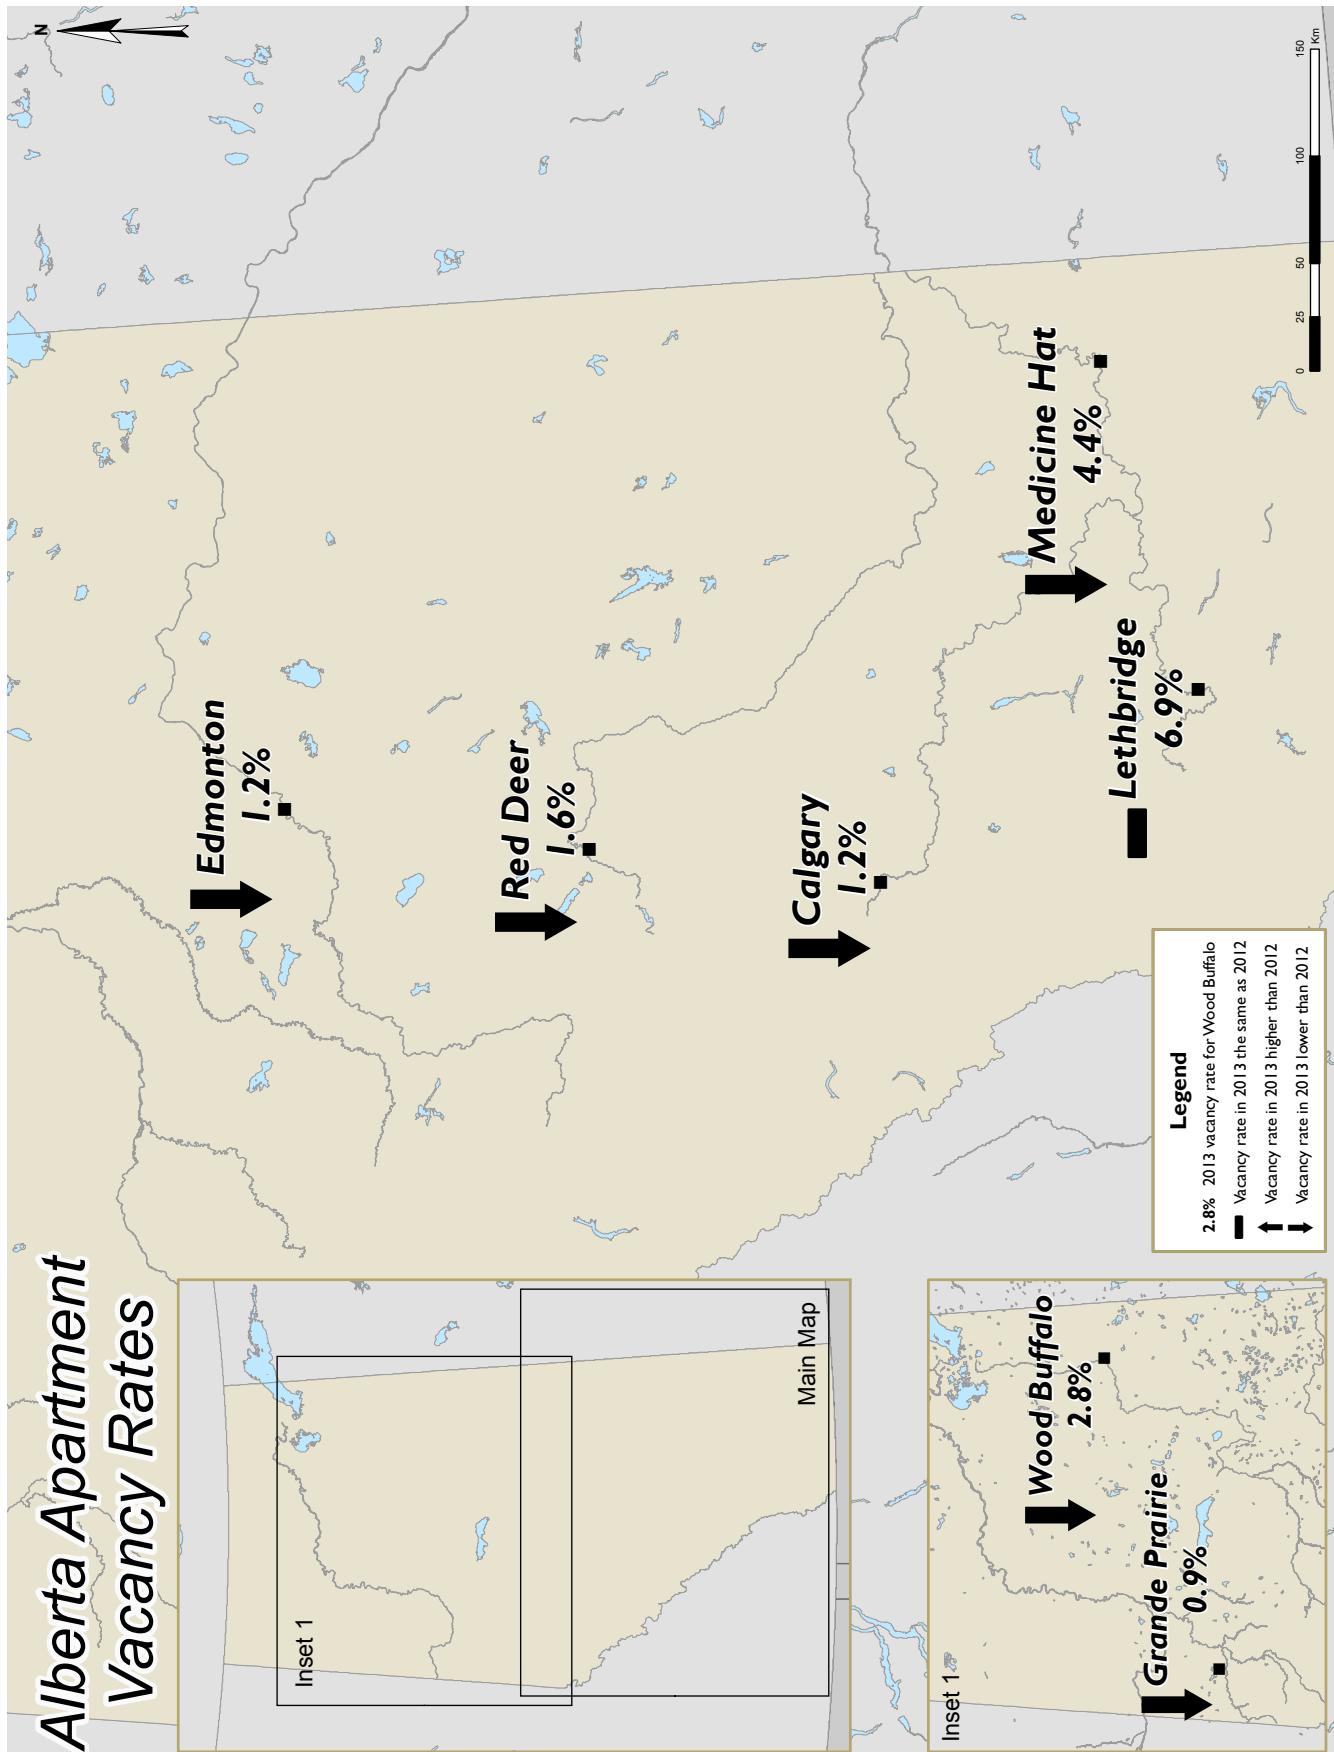 Alberta Apartment
Vacancy Rates
N
Edmonton
1.2%
Red Deer
1.6%
Calgary
1.2%
Medicine Hat
4.4%
Lethbridge
6.9%
Inset 1
Main Map
Inset 1
Wood Buffalo
2.8%
Grande Prairie
0.9%
Legend
2.8% 2013 vacancy rate for Wood Buffalo
Vacancy rate in 2013 the same as 2012
Vacancy rate in 2013 higher than 2012
Vacancy rate in 2013 lower than 2012
0 25 50 100 150
Km